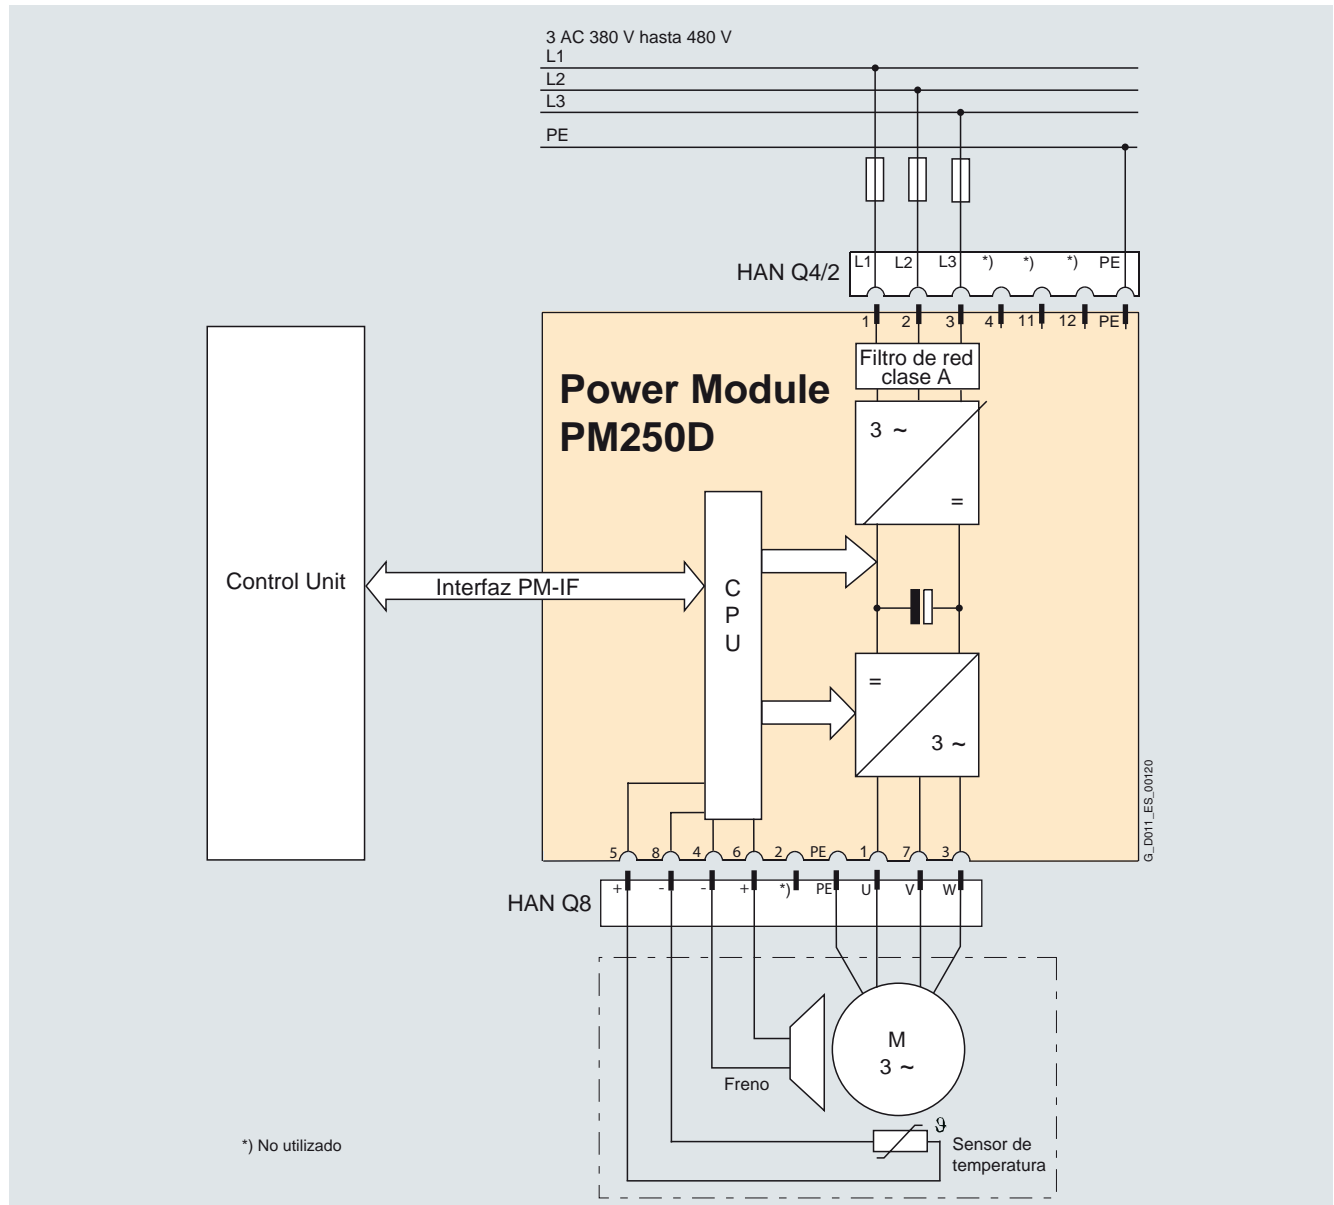 3 AC 380 V hasta 480 V
L1
L2
L3
PE
HAN Q4/2
L1 L2 L3 *) *) *) PE
1 2 3 4 11 12 PE
Filtro de red
clase A
Power Module
PM250D
3 ~
=
Control Unit
Interfaz PM-IF
C
P
U
=
3 ~
G_D011_ES_00120
5 8 4 6 2 PE 1 7 3
HAN Q8
+ - - + *) PE U V W
M
3 ~
Freno
ϑ
Sensor de
temperatura
*) No utilizado